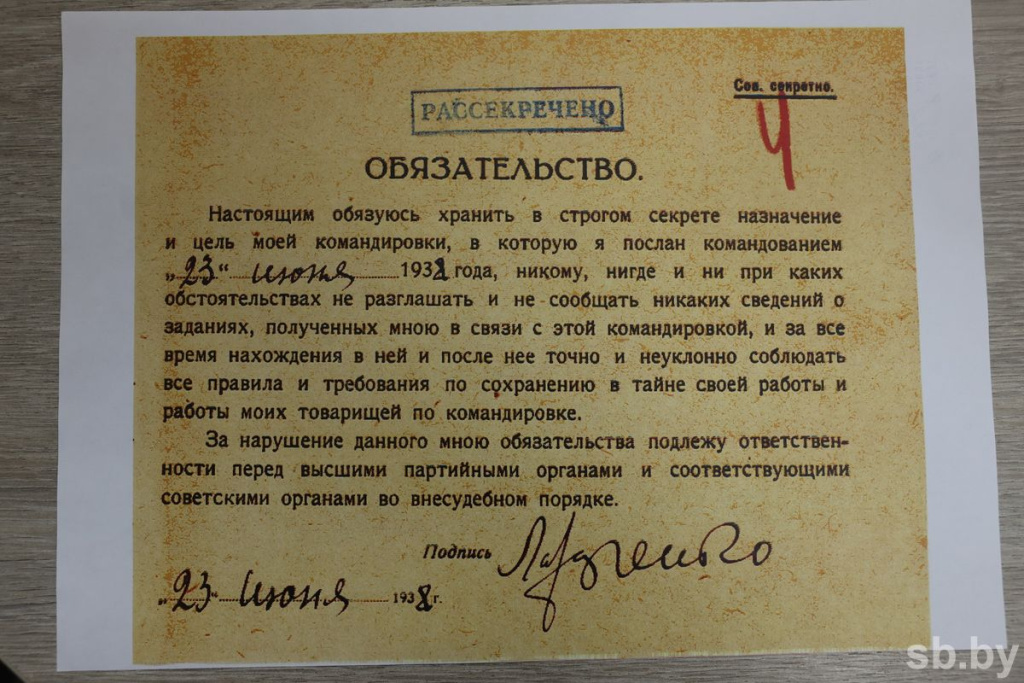 Сов. секретно.
РАССЕКРЕЧЕНО
4
ОБЯЗАТЕЛЬСТВО.
Настоящим обязуюсь хранить в строгом секрете назначение
и цель моей командировки, в которую я послан командованием
„23“ июня 1938 года, никому, нигде и ни при каких
обстоятельствах не разглашать и не сообщать никаких сведений о
заданиях, полученных мною в связи с этой командировкой, и за все
время нахождения в ней и после нее точно и неуклонно соблюдать
все правила и требования по сохранению в тайне своей работы и
работы моих товарищей по командировке.
За нарушение данного мною обязательства подлежу ответствен-
ности перед высшими партийными органами и соответствующими
советскими органами во внесудебном порядке.
Подпись
„23“ июня 1938 г.
sb.by